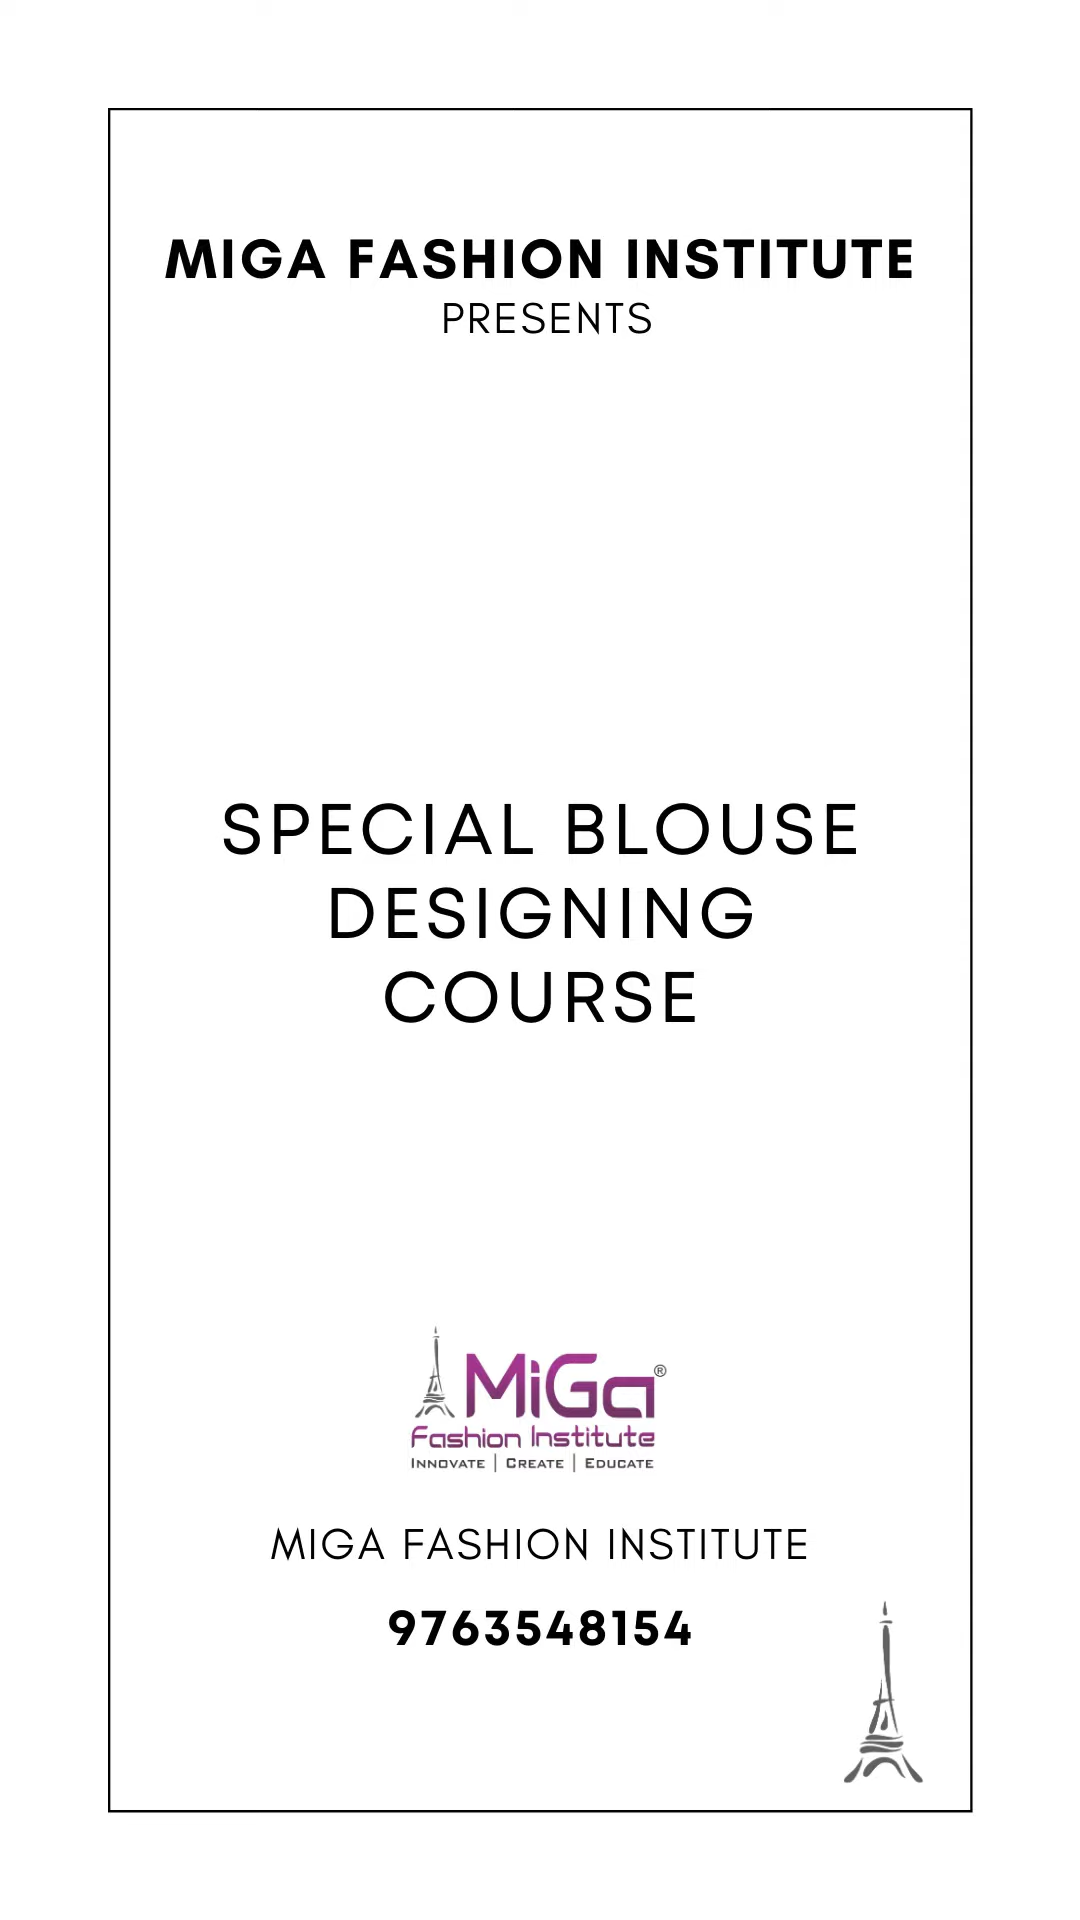 MIGA FASHION INSTITUTE
PRESENTS
SPECIAL BLOUSE
DESIGNING
COURSE
MiGa®
Fashion Institute
INNOVATE | CREATE | EDUCATE
MIGA FASHION INSTITUTE
9763548154